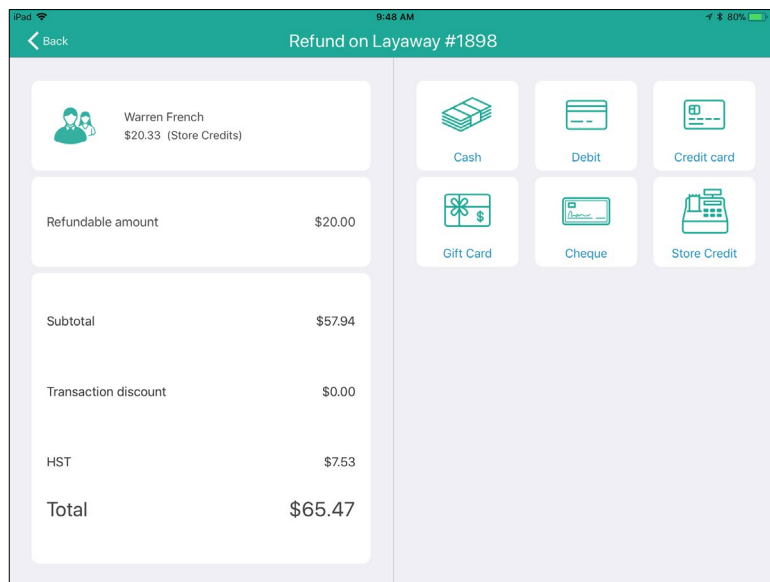 iPad 9:48 AM 80%
Back Refund on Layaway #1898
Warren French
$20.33 (Store Credits)
Refundable amount $20.00
Subtotal $57.94
Transaction discount $0.00
HST $7.53
Total $65.47
Cash Debit Credit card
$
Gift Card Cheque Store Credit